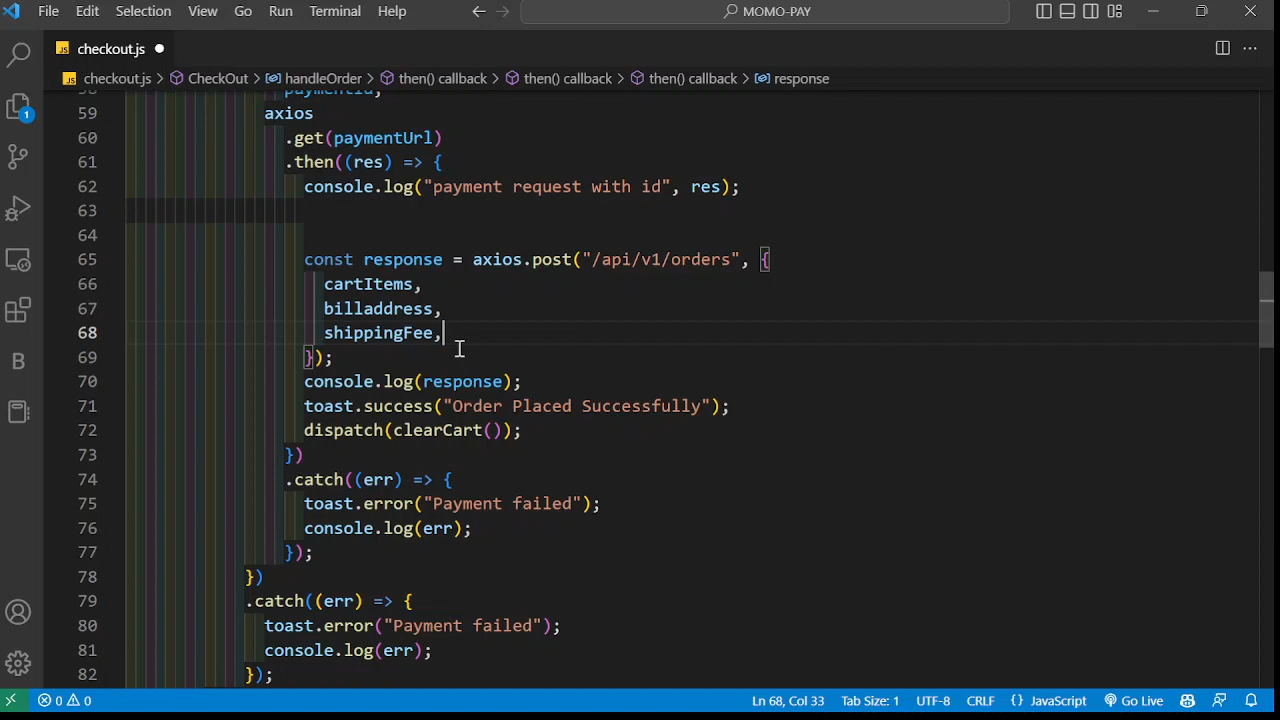 File Edit Selection View Go Run Terminal Help MOMO-PAY
JS checkout.js
JS checkout.js > CheckOut > handleOrder > then() callback > then() callback > then() callback > response
58 paymentId;
59 axios
60 .get(paymentUrl)
61 .then((res) => {
62 console.log("payment request with id", res);
63
64
65 const response = axios.post("/api/v1/orders", {
66 cartItems,
67 billaddress,
68 shippingFee,
69 });
70 console.log(response);
71 toast.success("Order Placed Successfully");
72 dispatch(clearCart());
73 })
74 .catch((err) => {
75 toast.error("Payment failed");
76 console.log(err);
77 });
78 })
79 .catch((err) => {
80 toast.error("Payment failed");
81 console.log(err);
82 });
1
B
0 0 Ln 68, Col 33 Tab Size: 1 UTF-8 CRLF {} JavaScript Go Live